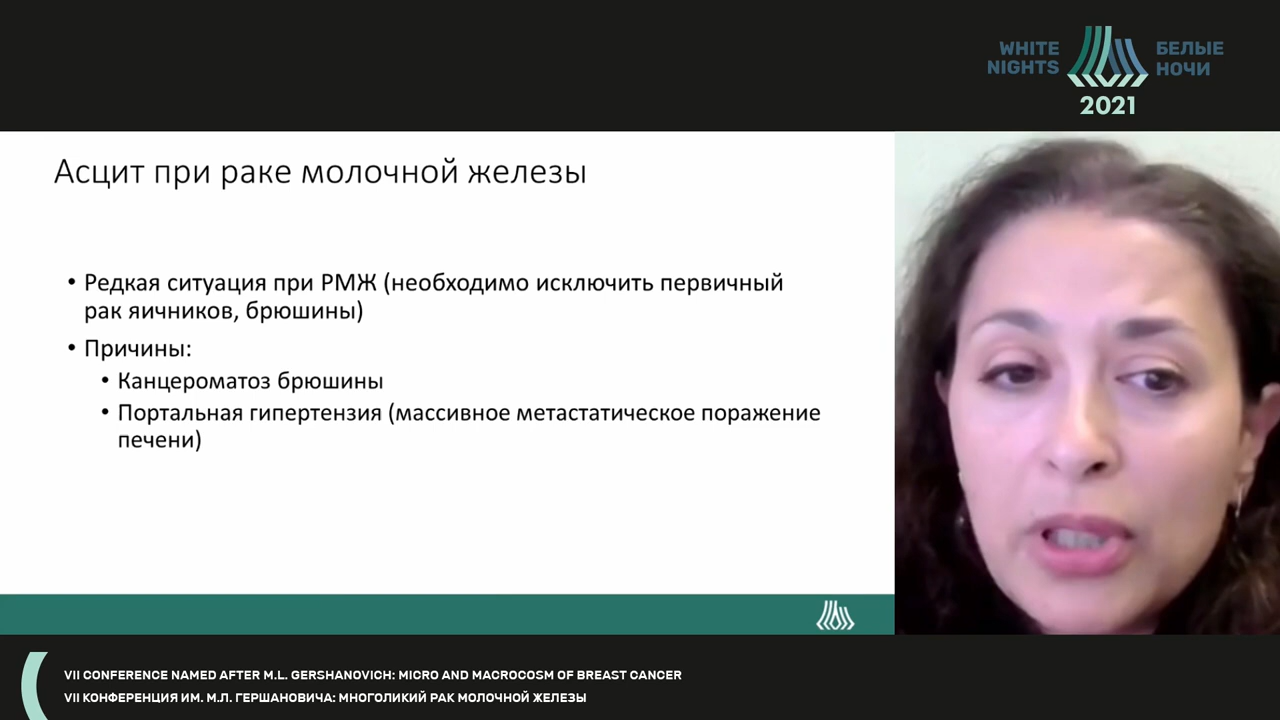 WHITE
NIGHTS
БЕЛЫЕ
НОЧИ
2021
Асцит при раке молочной железы
• Редкая ситуация при РМЖ (необходимо исключить первичный
рак яичников, брюшины)
• Причины:
• Канцероматоз брюшины
• Портальная гипертензия (массивное метастатическое поражение
печени)
VII CONFERENCE NAMED AFTER M.L. GERSHANOVICH: MICRO AND MACROCOSM OF BREAST CANCER
VII КОНФЕРЕНЦИЯ ИМ. М.Л. ГЕРШАНОВИЧА: МНОГОЛИКИЙ РАК МОЛОЧНОЙ ЖЕЛЕЗЫ